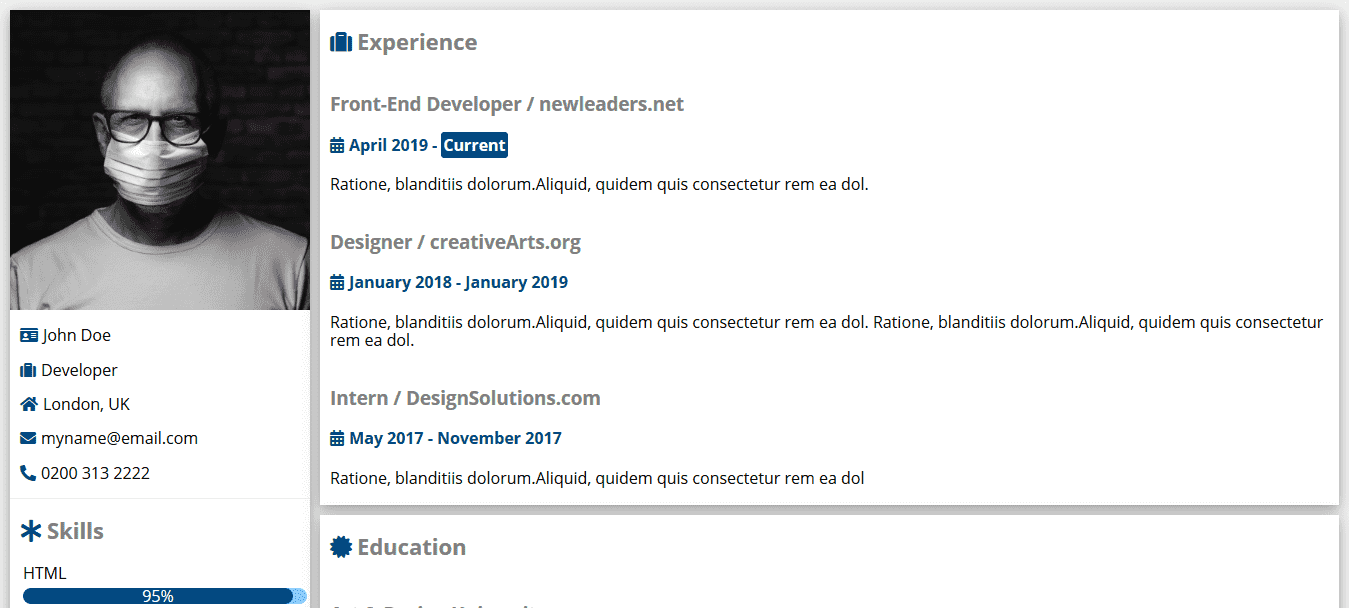 John Doe
Developer
London, UK
myname@email.com
0200 313 2222
Skills
HTML
95%
Experience
Front-End Developer / newleaders.net
April 2019 - Current
Ratione, blanditiis dolorum.Aliquid, quidem quis consectetur rem ea dol.
Designer / creativeArts.org
January 2018 - January 2019
Ratione, blanditiis dolorum.Aliquid, quidem quis consectetur rem ea dol. Ratione, blanditiis dolorum.Aliquid, quidem quis consectetur
rem ea dol.
Intern / DesignSolutions.com
May 2017 - November 2017
Ratione, blanditiis dolorum.Aliquid, quidem quis consectetur rem ea dol
Education